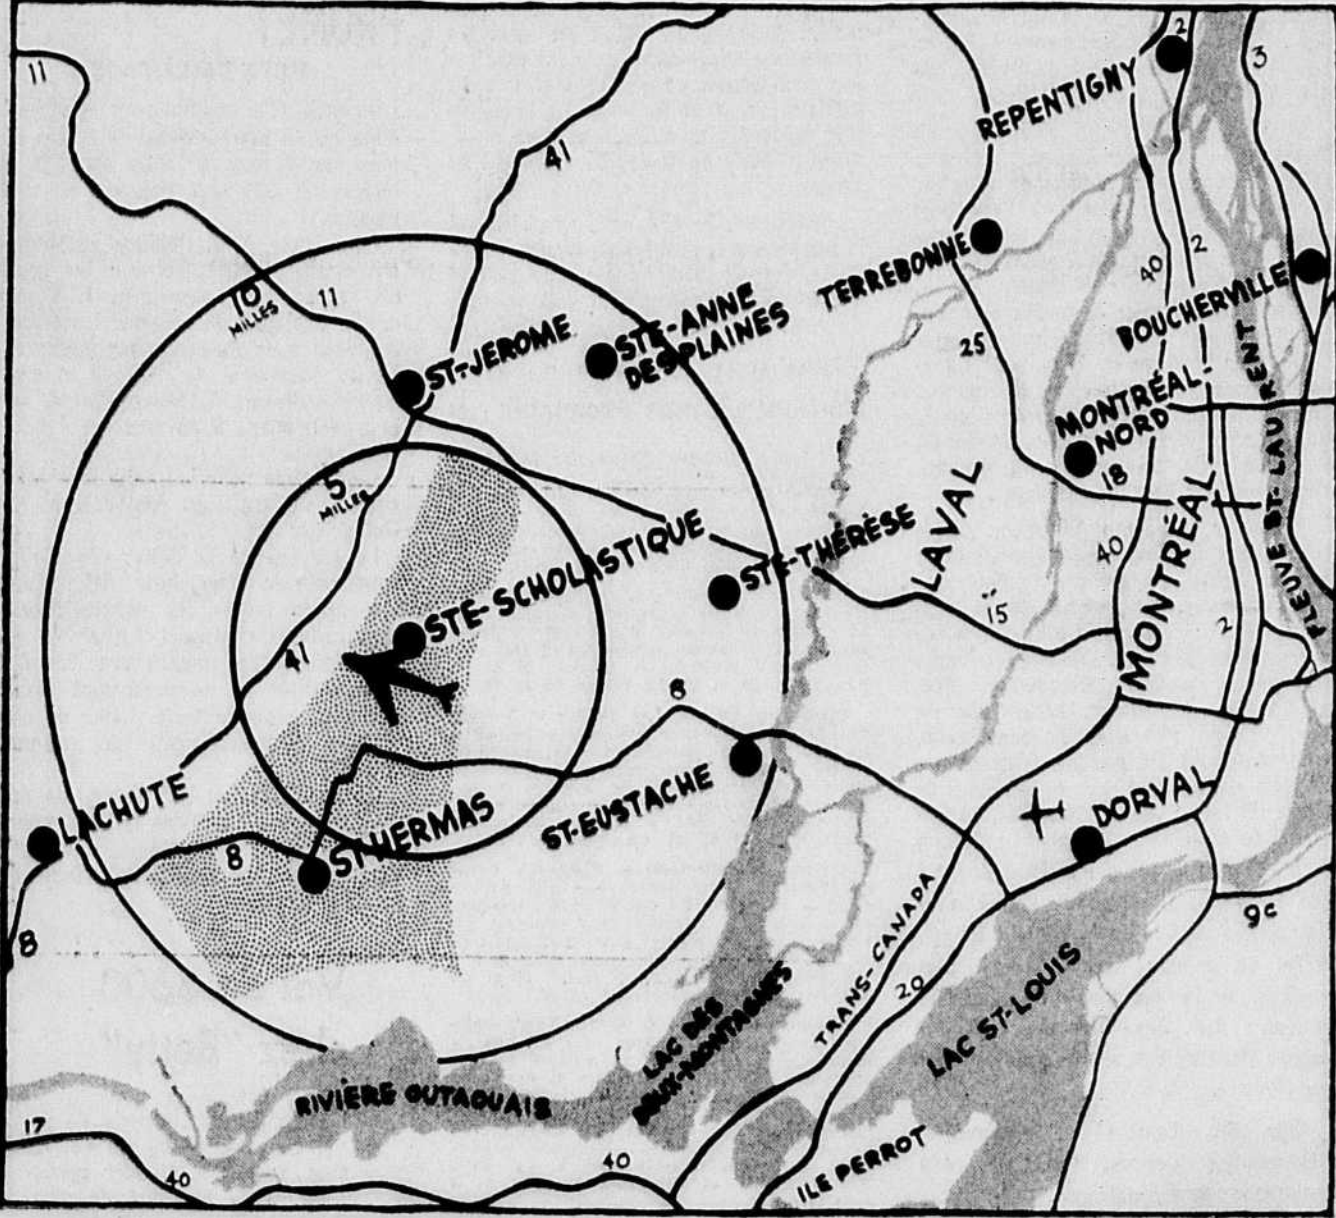 11
2
3
REPENTIGNY
41
TERREBONNE
2
40
BOUCHERVILLE
10
MILLES
11
ST-JEROME
STE-ANNE
DES PLAINES
25
MONTRÉAL-
NORD
18
FLEUVE ST-LAURENT
5
MILLES
STE-SCHOLASTIQUE
STE-THÉRÈSE
LAVAL
40
MONTRÉAL
15
2
41
8
LACHUTE
8
ST-HERMAS
ST-EUSTACHE
DORVAL
8
9c
TRANS-CANADA
20
LAC ST-LOUIS
LAC DES
DEUX-MONTAGNES
RIVIÈRE OUTAOUAIS
17
40
40
ILE PERROT